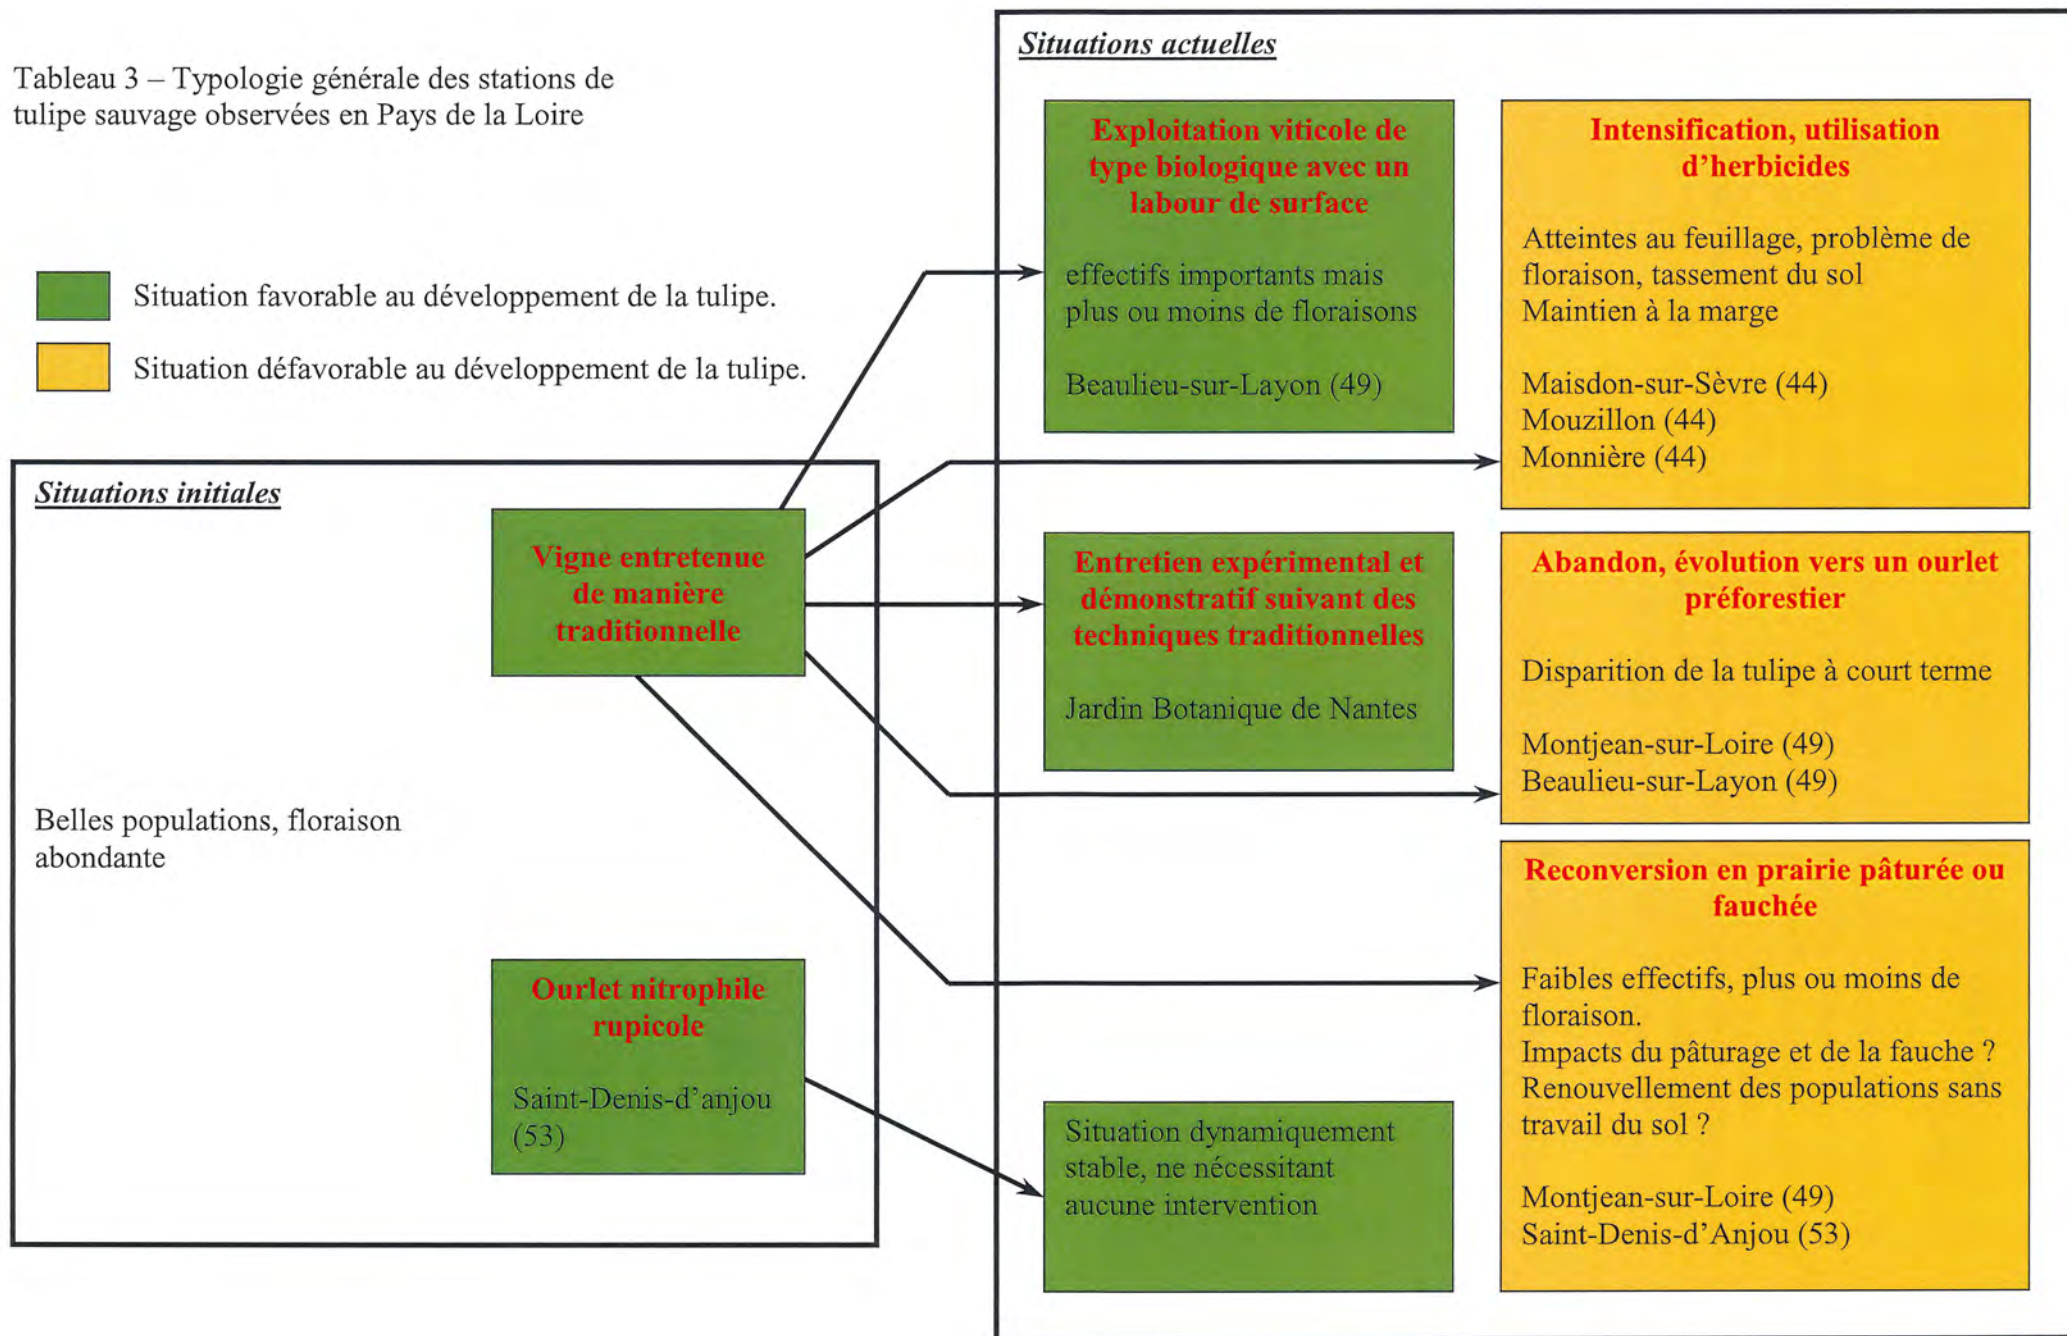 Tableau 3 – Typologie générale des stations de
tulipe sauvage observées en Pays de la Loire
Situation favorable au développement de la tulipe.
Situation défavorable au développement de la tulipe.
Situations initiales
Vigne entretenue
de manière
traditionnelle
Belles populations, floraison
abondante
Ourlet nitrophile
rupicole
Saint-Denis-d'anjou
(53)
Situations actuelles
Exploitation viticole de
type biologique avec un
labour de surface
effectifs importants mais
plus ou moins de floraisons
Beaulieu-sur-Layon (49)
Intensification, utilisation
d'herbicides
Atteintes au feuillage, problème de
floraison, tassement du sol
Maintien à la marge
Maisdon-sur-Sèvre (44)
Mouzillon (44)
Monnière (44)
Entretien expérimental et
démonstratif suivant des
techniques traditionnelles
Jardin Botanique de Nantes
Abandon, évolution vers un ourlet
préforestier
Disparition de la tulipe à court terme
Montjean-sur-Loire (49)
Beaulieu-sur-Layon (49)
Reconversion en prairie pâturée ou
fauchée
Faibles effectifs, plus ou moins de
floraison.
Impacts du pâturage et de la fauche ?
Renouvellement des populations sans
travail du sol ?
Montjean-sur-Loire (49)
Saint-Denis-d'Anjou (53)
Situation dynamiquement
stable, ne nécessitant
aucune intervention